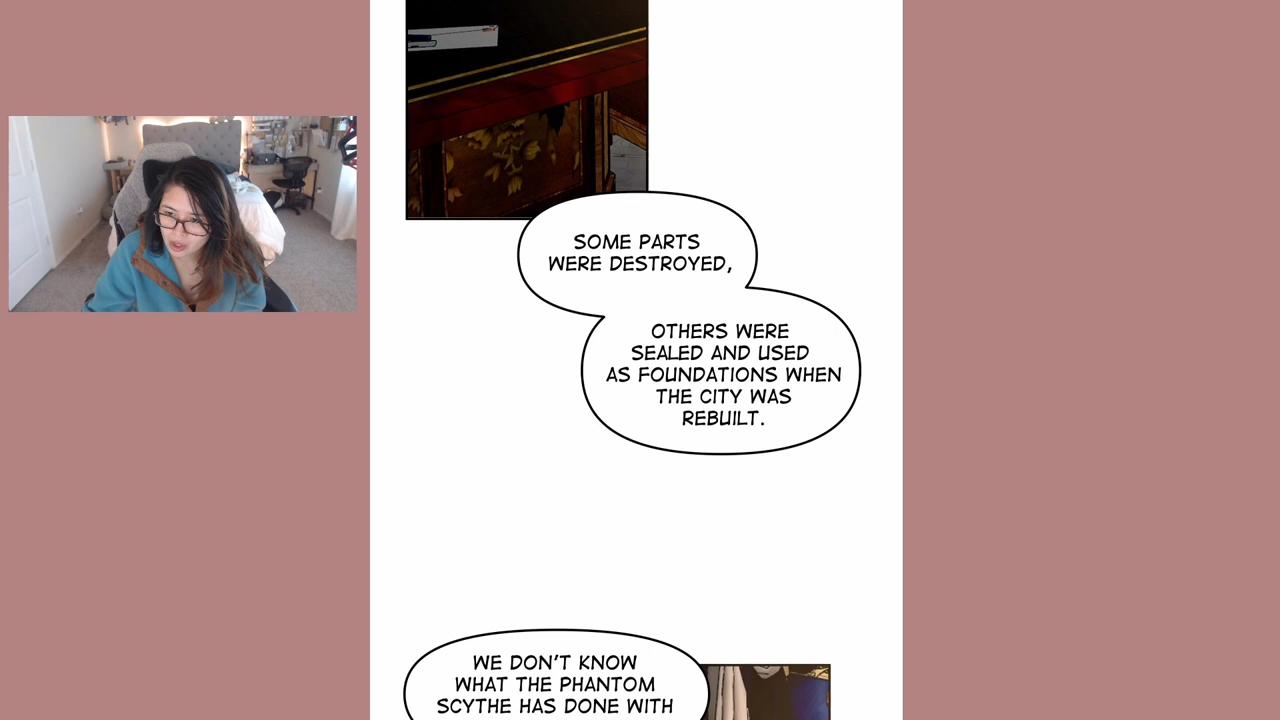 SOME PARTS
WERE DESTROYED,
OTHERS WERE
SEALED AND USED
AS FOUNDATIONS WHEN
THE CITY WAS
REBUILT.
WE DON'T KNOW
WHAT THE PHANTOM
SCYTHE HAS DONE WITH